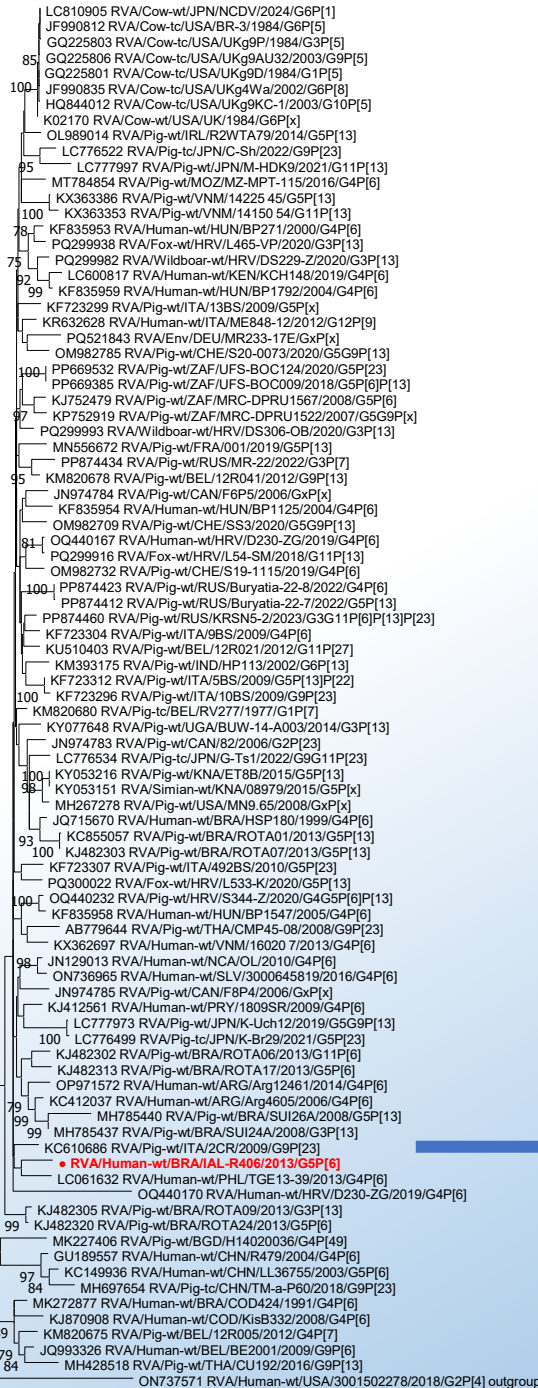 LC810905 RVA/Cow-wt/JPN/NCDV/2024/G6P[1]
JF990812 RVA/Cow-tc/USA/BR-3/1984/G6P[5]
GQ225803 RVA/Cow-tc/USA/UKg9P/1984/G3P[5]
GQ225806 RVA/Cow-tc/USA/UKg9AU32/2003/G9P[5]
85
GQ225801 RVA/Cow-tc/USA/UKg9D/1984/G1P[5]
100
JF990835 RVA/Cow-tc/USA/UKg4Wa/2002/G6P[8]
HQ844012 RVA/Cow-tc/USA/UKg9KC-1/2003/G10P[5]
K02170 RVA/Cow-wt/USA/UK/1984/G6P[x]
OL989014 RVA/Pig-wt/IRL/R2WTA79/2014/G5P[13]
LC776522 RVA/Pig-tc/JPN/C-Sh/2022/G9P[23]
95
LC777997 RVA/Pig-wt/JPN/M-HDK9/2021/G11P[13]
MT784854 RVA/Pig-wt/MOZ/MZ-MPT-115/2016/G4P[6]
KX363386 RVA/Pig-wt/VNM/14225 45/G5P[13]
100
KX363353 RVA/Pig-wt/VNM/14150 54/G11P[13]
78
KF835953 RVA/Human-wt/HUN/BP271/2000/G4P[6]
PQ299938 RVA/Fox-wt/HRV/L465-VP/2020/G3P[13]
75
PQ299982 RVA/Wildboar-wt/HRV/DS229-Z/2020/G3P[13]
92
LC600817 RVA/Human-wt/KEN/KCH148/2019/G4P[6]
99
KF835959 RVA/Human-wt/HUN/BP1792/2004/G4P[6]
KF723299 RVA/Pig-wt/ITA/13BS/2009/G5P[x]
KR632628 RVA/Human-wt/ITA/ME848-12/2012/G12P[9]
PQ521843 RVA/Env/DEU/MR233-17E/GxP[x]
OM982785 RVA/Pig-wt/CHE/S20-0073/2020/G5G9P[13]
100
PP669532 RVA/Pig-wt/ZAF/UFS-BOC124/2020/G5P[23]
PP669385 RVA/Pig-wt/ZAF/UFS-BOC009/2018/G5P[6]P[13]
KJ752479 RVA/Pig-wt/ZAF/MRC-DPRU1567/2008/G5P[6]
97
KP752919 RVA/Pig-wt/ZAF/MRC-DPRU1522/2007/G5G9P[x]
PQ299993 RVA/Wildboar-wt/HRV/DS306-OB/2020/G3P[13]
MN556672 RVA/Pig-wt/FRA/001/2019/G5P[13]
PP874434 RVA/Pig-wt/RUS/MR-22/2022/G3P[7]
95
KM820678 RVA/Pig-wt/BEL/12R041/2012/G9P[13]
JN974784 RVA/Pig-wt/CAN/F6P5/2006/GxP[x]
KF835954 RVA/Human-wt/HUN/BP1125/2004/G4P[6]
OM982709 RVA/Pig-wt/CHE/SS3/2020/G5G9P[13]
81
OQ440167 RVA/Human-wt/HRV/D230-ZG/2019/G4P[6]
PQ299916 RVA/Fox-wt/HRV/L54-SM/2018/G11P[13]
OM982732 RVA/Pig-wt/CHE/S19-1115/2019/G4P[6]
100
PP874423 RVA/Pig-wt/RUS/Buryatia-22-8/2022/G4P[6]
PP874412 RVA/Pig-wt/RUS/Buryatia-22-7/2022/G5P[13]
PP874460 RVA/Pig-wt/RUS/KRSN5-2/2023/G3G11P[6]P[13]P[23]
KF723304 RVA/Pig-wt/ITA/9BS/2009/G4P[6]
KU510403 RVA/Pig-wt/BEL/12R021/2012/G11P[27]
KM393175 RVA/Pig-wt/IND/HP113/2002/G6P[13]
KF723312 RVA/Pig-wt/ITA/5BS/2009/G5P[13]P[22]
100
KF723296 RVA/Pig-wt/ITA/10BS/2009/G9P[23]
KM820680 RVA/Pig-tc/BEL/RV277/1977/G1P[7]
KY077648 RVA/Pig-wt/UGA/BUW-14-A003/2014/G3P[13]
JN974783 RVA/Pig-wt/CAN/82/2006/G2P[23]
LC776534 RVA/Pig-tc/JPN/G-Ts1/2022/G9G11P[23]
100
KY053216 RVA/Pig-wt/KNA/ET8B/2015/G5P[13]
98
KY053151 RVA/Simian-wt/KNA/08979/2015/G5P[x]
MH267278 RVA/Pig-wt/USA/MN9.65/2008/GxP[x]
JQ715670 RVA/Human-wt/BRA/HSP180/1999/G4P[6]
93
KC855057 RVA/Pig-wt/BRA/ROTA01/2013/G5P[13]
100
KJ482303 RVA/Pig-wt/BRA/ROTA07/2013/G5P[13]
KF723307 RVA/Pig-wt/ITA/492BS/2010/G5P[23]
PQ300022 RVA/Fox-wt/HRV/L533-K/2020/G5P[13]
100
OQ440232 RVA/Pig-wt/HRV/S344-Z/2020/G4G5P[6]P[13]
KF835958 RVA/Human-wt/HUN/BP1547/2005/G4P[6]
AB779644 RVA/Pig-wt/THA/CMP45-08/2008/G9P[23]
KX362697 RVA/Human-wt/VNM/16020 7/2013/G4P[6]
98
JN129013 RVA/Human-wt/NCA/OL/2010/G4P[6]
ON736965 RVA/Human-wt/SLV/3000645819/2016/G4P[6]
JN974785 RVA/Pig-wt/CAN/F8P4/2006/GxP[x]
KJ412561 RVA/Human-wt/PRY/1809SR/2009/G4P[6]
LC777973 RVA/Pig-wt/JPN/K-Uch12/2019/G5G9P[13]
100
LC776499 RVA/Pig-tc/JPN/K-Br29/2021/G5P[23]
KJ482302 RVA/Pig-wt/BRA/ROTA06/2013/G11P[6]
KJ482313 RVA/Pig-wt/BRA/ROTA17/2013/G5P[6]
OP971572 RVA/Human-wt/ARG/Arg12461/2014/G4P[6]
79
KC412037 RVA/Human-wt/ARG/Arg4605/2006/G4P[6]
99
MH785440 RVA/Pig-wt/BRA/SUI26A/2008/G5P[13]
99
MH785437 RVA/Pig-wt/BRA/SUI24A/2008/G3P[13]
KC610686 RVA/Pig-wt/ITA/2CR/2009/G9P[23]
• RVA/Human-wt/BRA/IAL-R406/2013/G5P[6]
LC061632 RVA/Human-wt/PHL/TGE13-39/2013/G4P[6]
OQ440170 RVA/Human-wt/HRV/D230-ZG/2019/G4P[6]
KJ482305 RVA/Pig-wt/BRA/ROTA09/2013/G3P[13]
99
KJ482320 RVA/Pig-wt/BRA/ROTA24/2013/G5P[6]
MK227406 RVA/Pig-wt/BGD/H14020036/G4P[49]
GU189557 RVA/Human-wt/CHN/R479/2004/G4P[6]
97
KC149936 RVA/Human-wt/CHN/LL36755/2003/G5P[6]
84
MH697654 RVA/Pig-tc/CHN/TM-a-P60/2018/G9P[23]
MK272877 RVA/Human-wt/BRA/COD424/1991/G4P[6]
KJ870908 RVA/Human-wt/COD/KisB332/2008/G4P[6]
KM820675 RVA/Pig-wt/BEL/12R005/2012/G4P[7]
79
JQ993326 RVA/Human-wt/BEL/BE2001/2009/G9P[6]
84
MH428518 RVA/Pig-wt/THA/CU192/2016/G9P[13]
ON737571 RVA/Human-wt/USA/3001502278/2018/G2P[4] outgroup